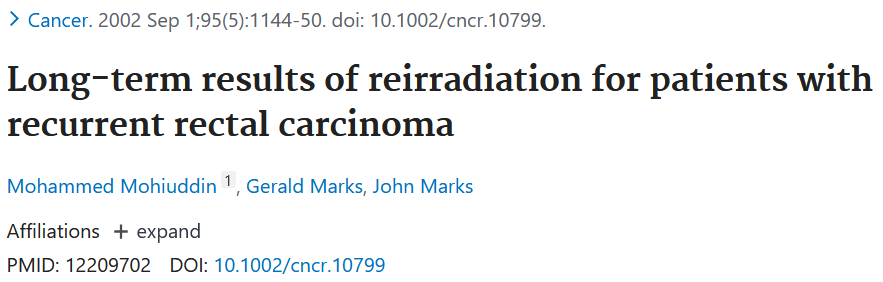 > Cancer. 2002 Sep 1;95(5):1144-50. doi: 10.1002/cncr.10799.
Long-term results of reirradiation for patients with
recurrent rectal carcinoma
Mohammed Mohiuddin 1, Gerald Marks, John Marks
Affiliations + expand
PMID: 12209702 DOI: 10.1002/cncr.10799